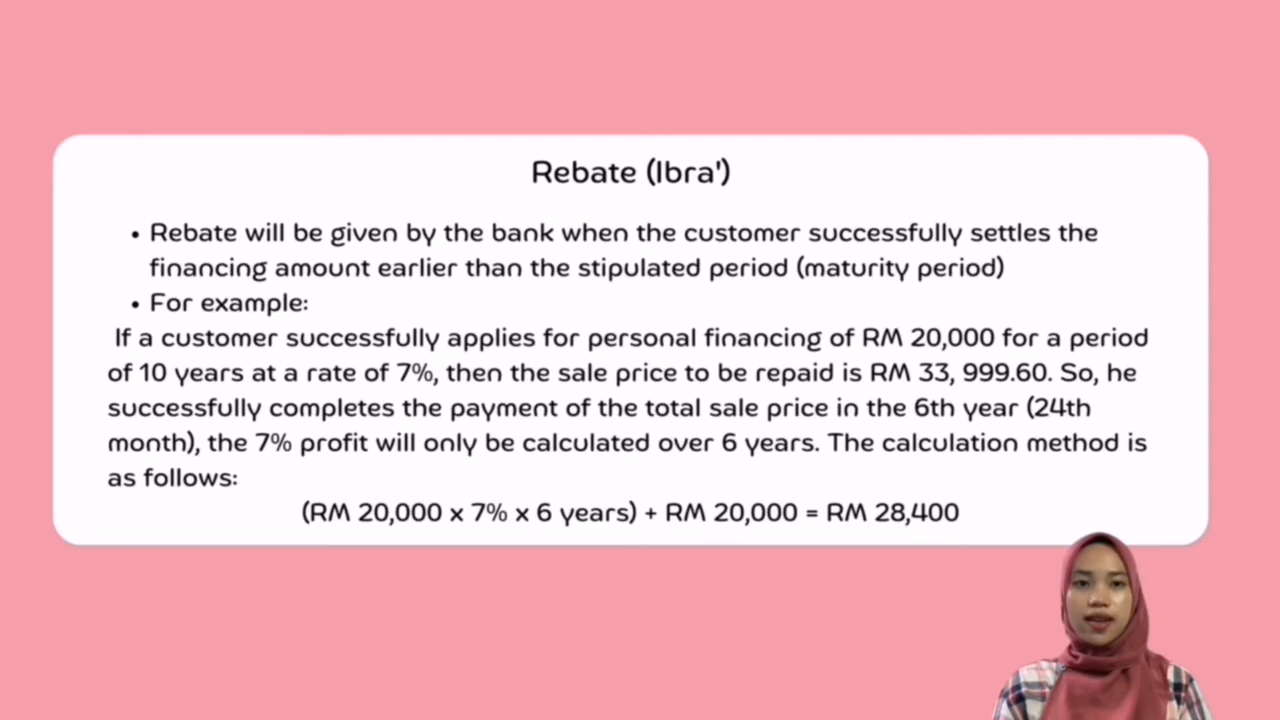 Rebate (Ibra')
• Rebate will be given by the bank when the customer successfully settles the
financing amount earlier than the stipulated period (maturity period)
• For example:
If a customer successfully applies for personal financing of RM 20,000 for a period
of 10 years at a rate of 7%, then the sale price to be repaid is RM 33, 999.60. So, he
successfully completes the payment of the total sale price in the 6th year (24th
month), the 7% profit will only be calculated over 6 years. The calculation method is
as follows:
(RM 20,000 x 7% x 6 years) + RM 20,000 = RM 28,400